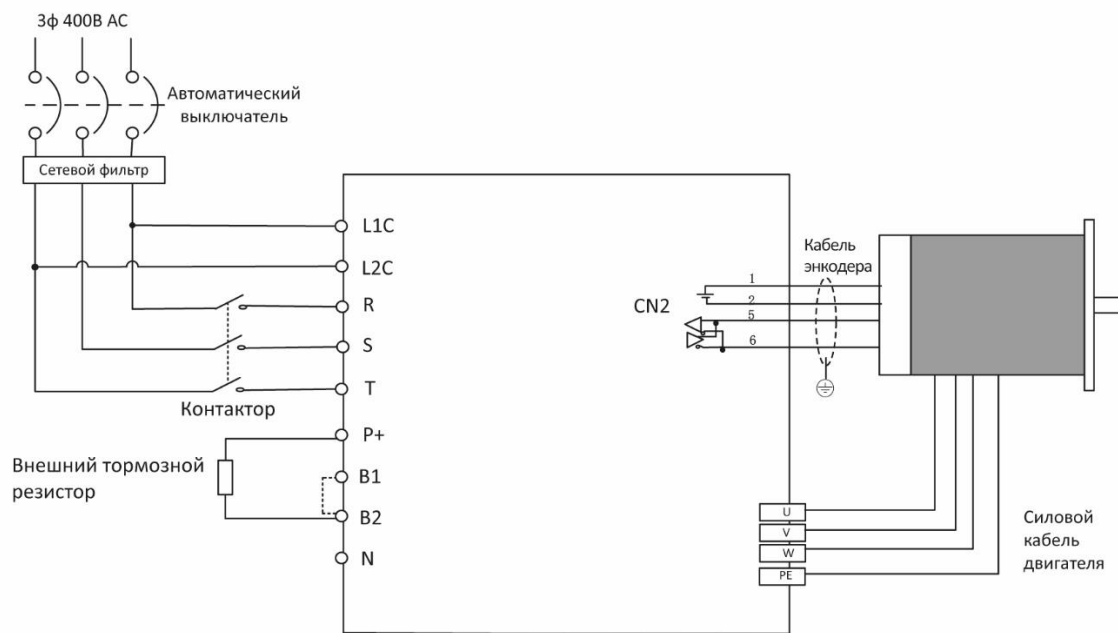 3ф 400В AC
Автоматический
выключатель
Сетевой фильтр
L1C
L2C
R
S
T
Контактор
P+
Внешний тормозной
резистор
B1
B2
N
CN2
1
2
5
6
Кабель
энкодера
U
V
W
PE
Силовой
кабель
двигателя